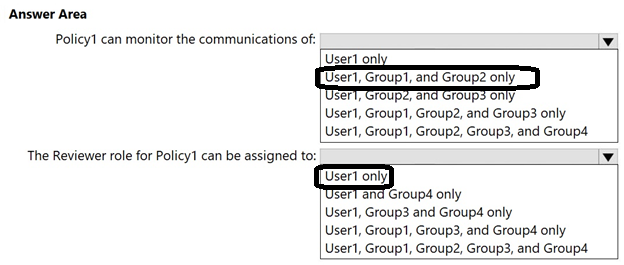 Answer Area
Policy1 can monitor the communications of:
User1 only
User1, Group1, and Group2 only
User1, Group2, and Group3 only
User1, Group1, Group2, and Group3 only
User1, Group1, Group2, Group3, and Group4
The Reviewer role for Policy1 can be assigned to:
User1 only
User1 and Group4 only
User1, Group3 and Group4 only
User1, Group1, Group3, and Group4 only
User1, Group1, Group2, Group3, and Group4